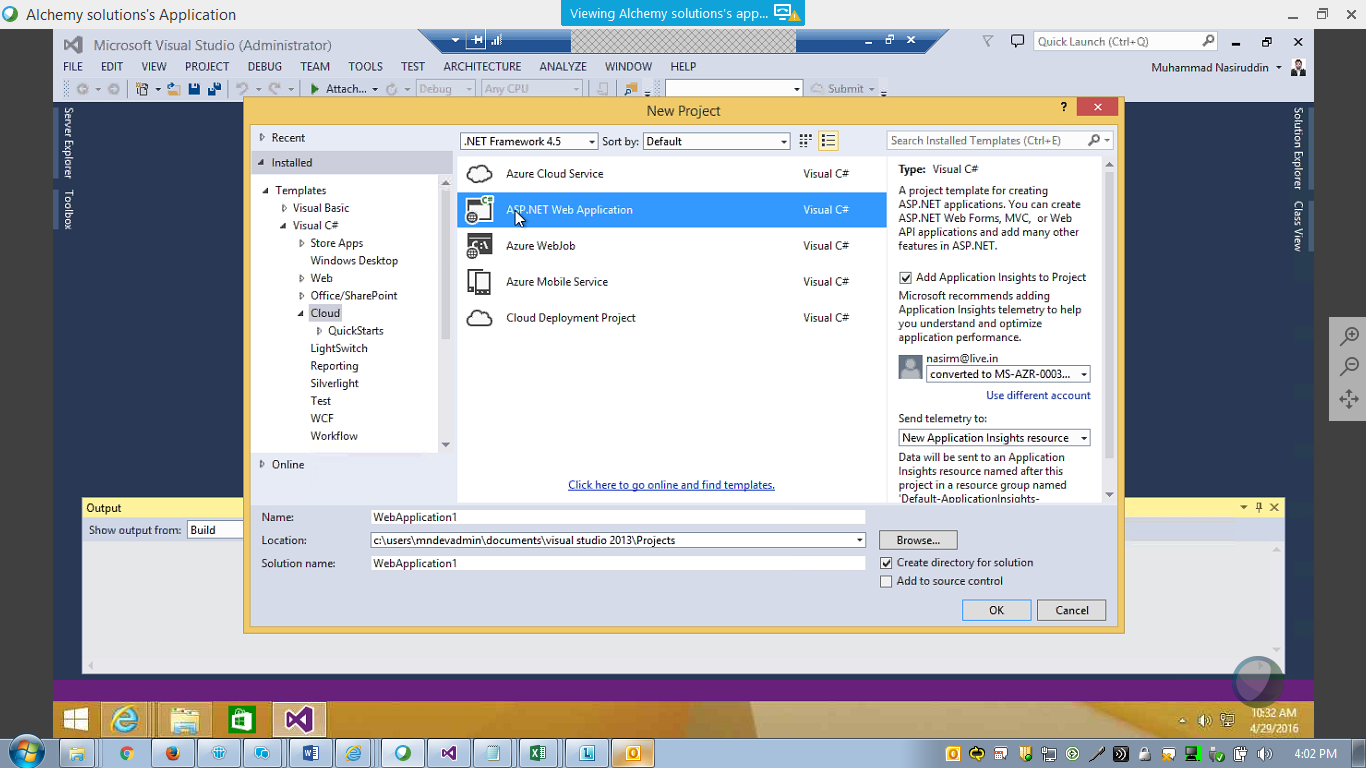 Alchemy solutions's Application
Viewing Alchemy solutions's app...
Microsoft Visual Studio (Administrator)
Quick Launch (Ctrl+Q)
FILE EDIT VIEW PROJECT DEBUG TEAM TOOLS TEST ARCHITECTURE ANALYZE WINDOW HELP
Muhammad Nasiruddin
Attach...
Debug
Any CPU
Submit
Server Explorer
Toolbox
Solution Explorer
Class View
New Project
?
Recent
Installed
.NET Framework 4.5
Sort by: Default
Search Installed Templates (Ctrl+E)
Templates
Visual Basic
Visual C#
Store Apps
Windows Desktop
Web
Office/SharePoint
Cloud
QuickStarts
LightSwitch
Reporting
Silverlight
Test
WCF
Workflow
Online
Azure Cloud Service Visual C#
ASP.NET Web Application Visual C#
Azure WebJob Visual C#
Azure Mobile Service Visual C#
Cloud Deployment Project Visual C#
Click here to go online and find templates.
Type: Visual C#
A project template for creating
ASP.NET applications. You can create
ASP.NET Web Forms, MVC, or Web
API applications and add many other
features in ASP.NET.
Add Application Insights to Project
Microsoft recommends adding
Application Insights telemetry to help
you understand and optimize
application performance.
nasirm@live.in
converted to MS-AZR-0003...
Use different account
Send telemetry to:
New Application Insights resource
Data will be sent to an Application
Insights resource named after this
project in a resource group named
'Default-ApplicationInsights-
Output
Show output from: Build
Name: WebApplication1
Location: c:\users\mndevadmin\documents\visual studio 2013\Projects
Browse...
Solution name: WebApplication1
Create directory for solution
Add to source control
OK
Cancel
10:32 AM
4/29/2016
4:02 PM